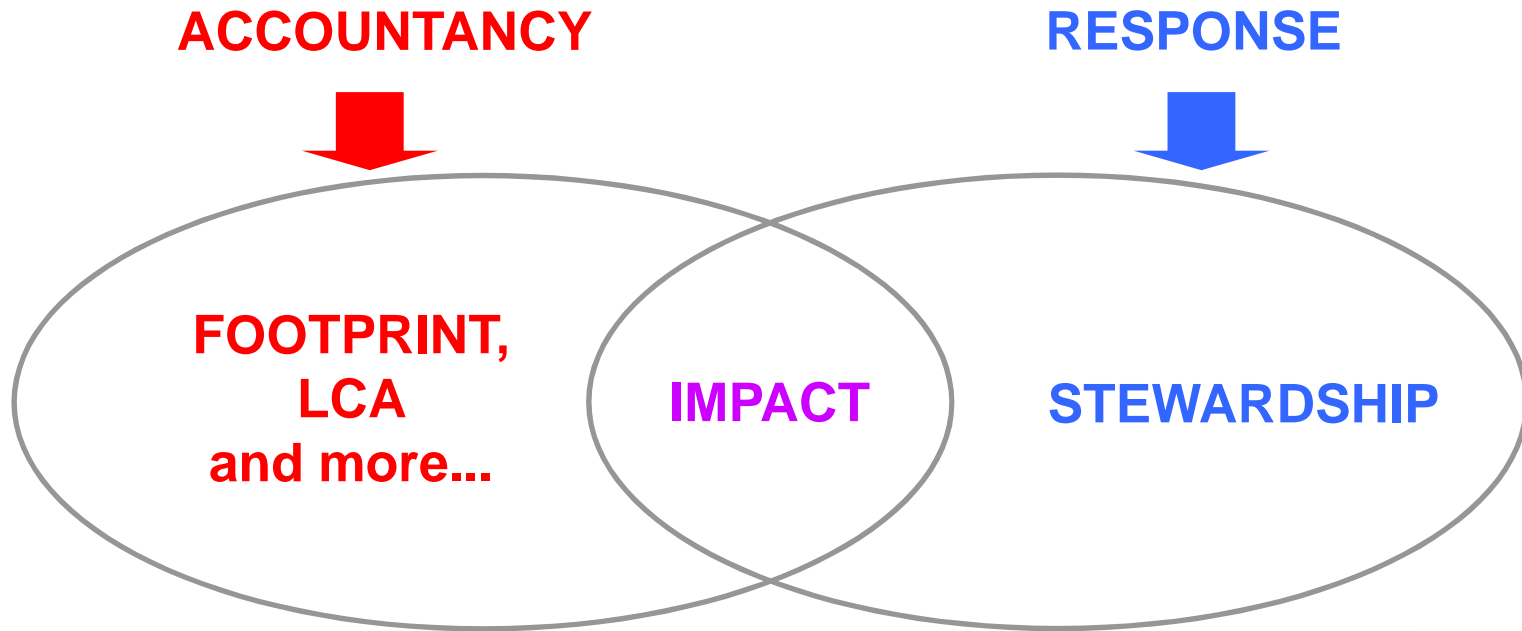 ACCOUNTANCY
RESPONSE
FOOTPRINT,
LCA
and more...
IMPACT
STEWARDSHIP